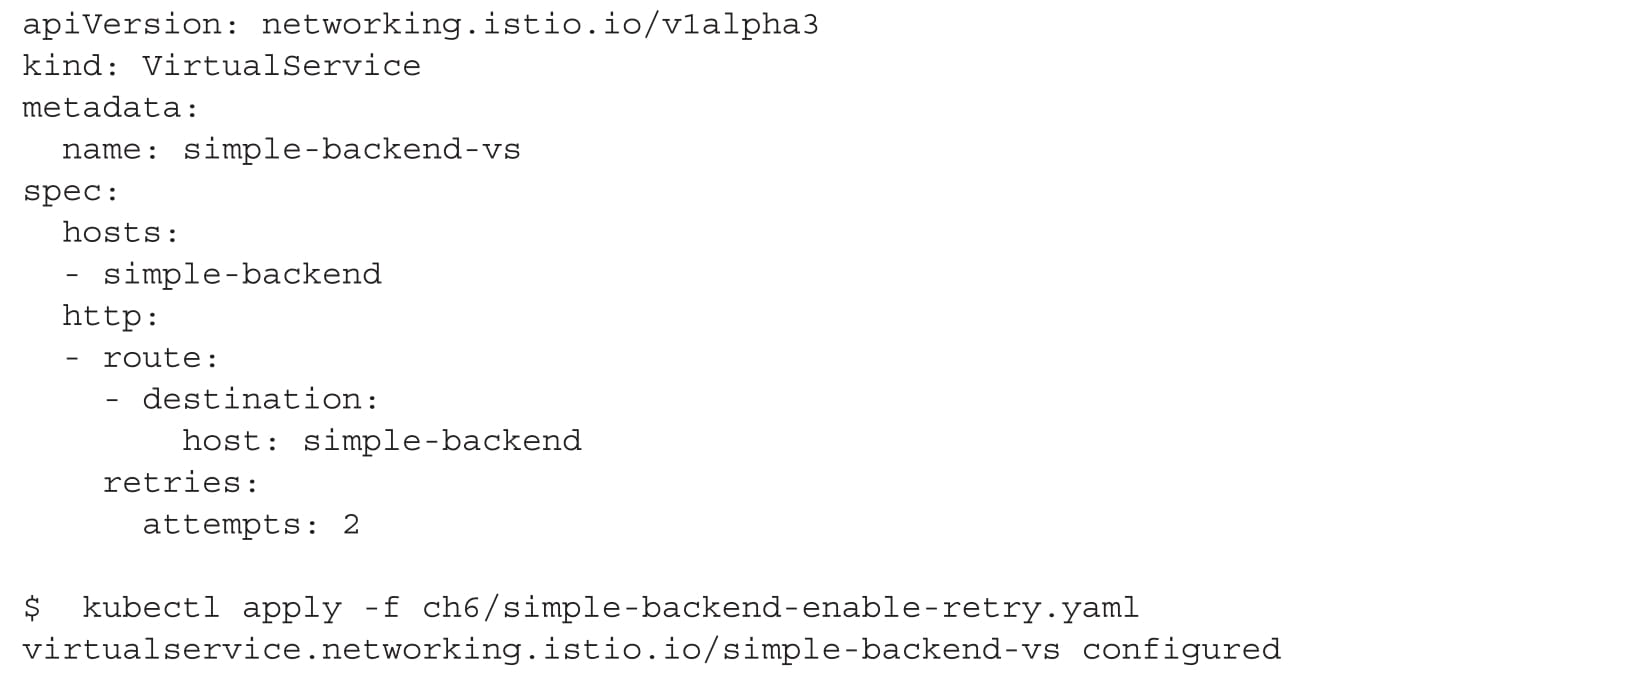 apiVersion: networking.istio.io/v1alpha3
kind: VirtualService
metadata:
  name: simple-backend-vs
spec:
  hosts:
  - simple-backend
  http:
  - route:
    - destination:
        host: simple-backend
    retries:
      attempts: 2

$  kubectl apply -f ch6/simple-backend-enable-retry.yaml
virtualservice.networking.istio.io/simple-backend-vs configured